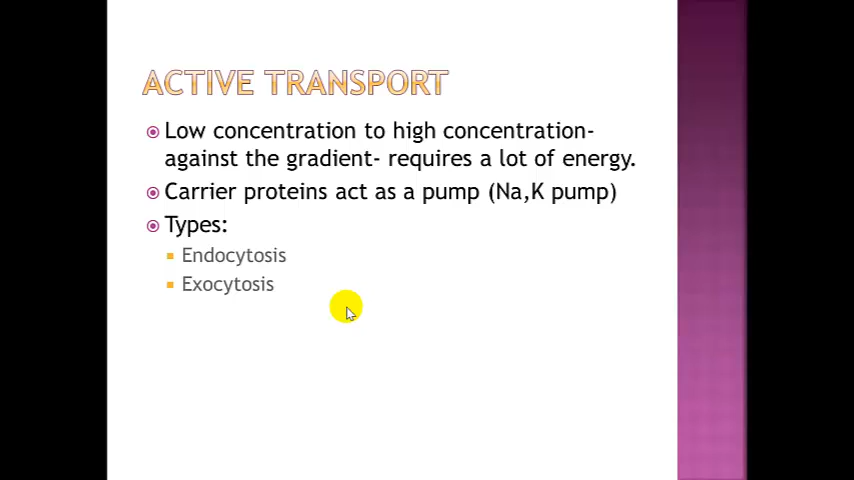 ACTIVE TRANSPORT
Low concentration to high concentration-
against the gradient- requires a lot of energy.
Carrier proteins act as a pump (Na,K pump)
Types:
Endocytosis
Exocytosis